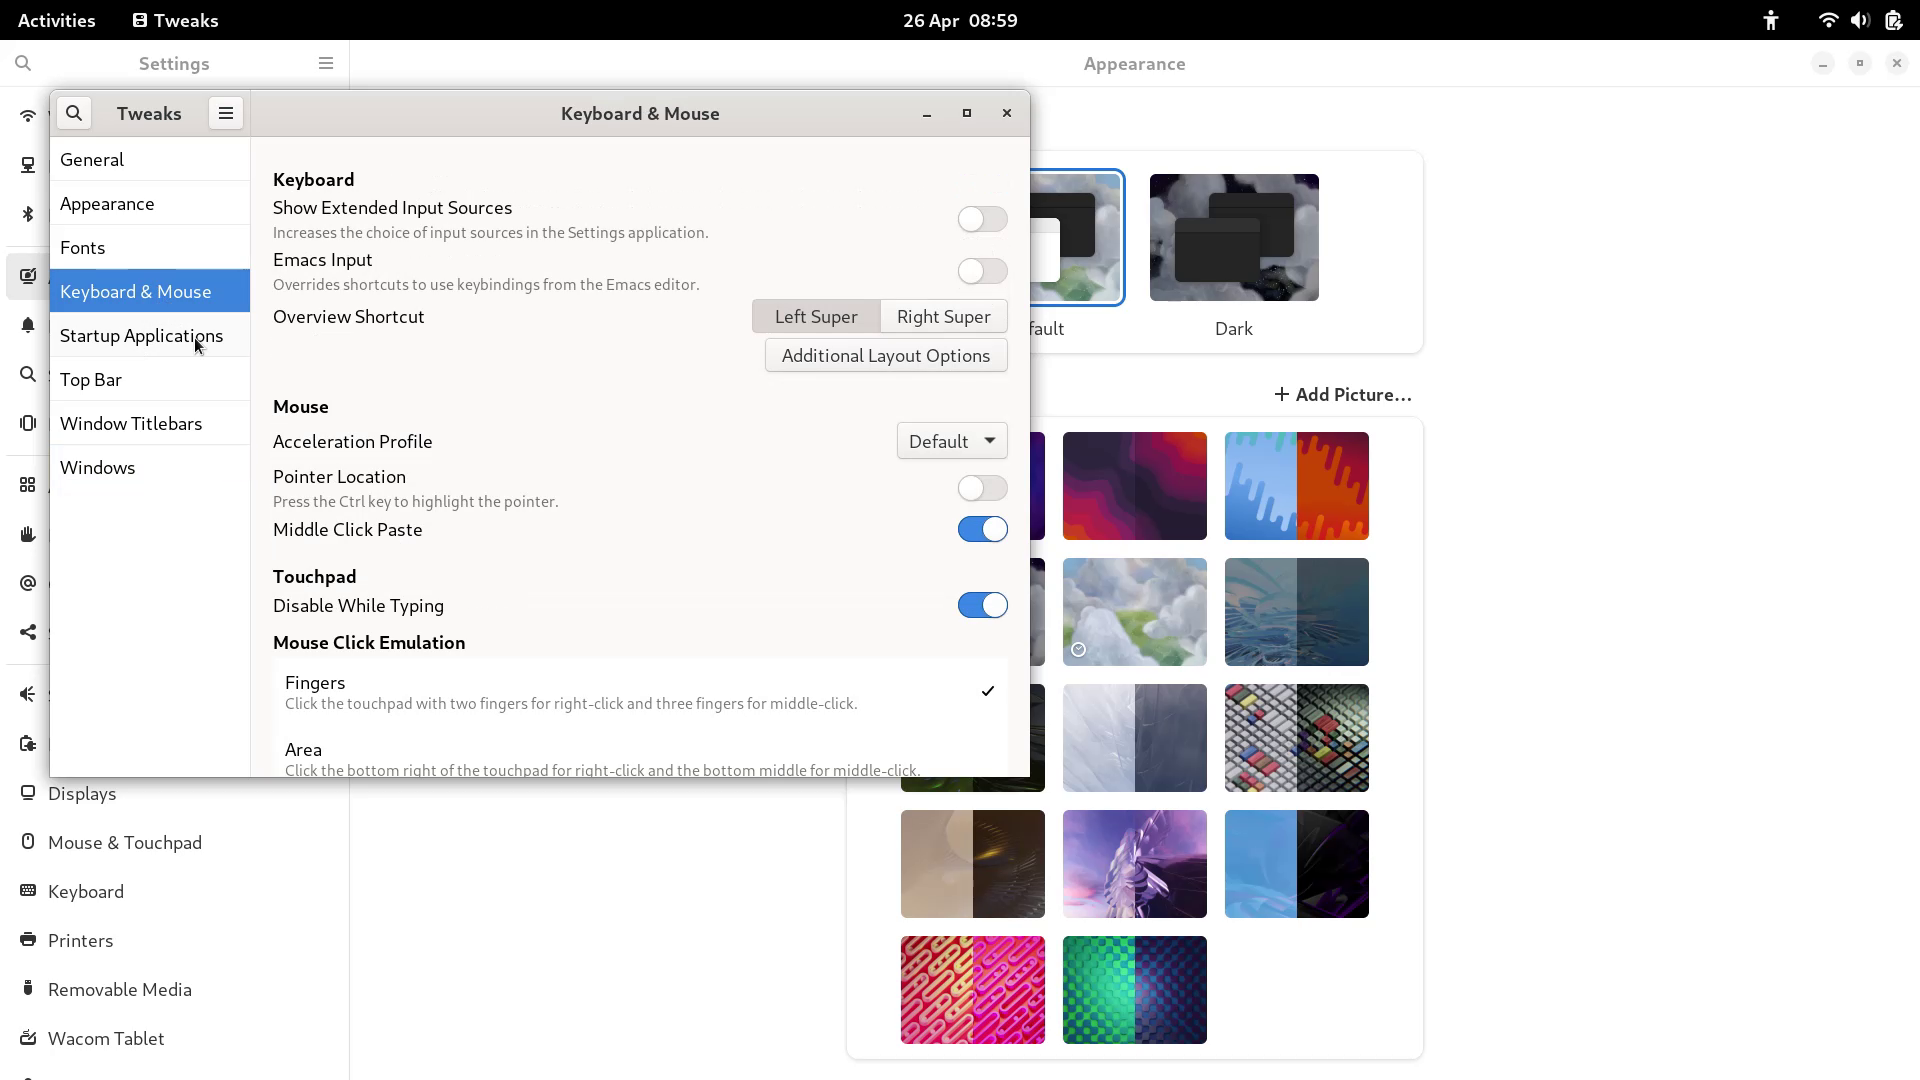 Activities
Tweaks
26 Apr 08:59
Settings
Appearance
Tweaks
Keyboard & Mouse
General
Appearance
Fonts
Keyboard & Mouse
Startup Applications
Top Bar
Window Titlebars
Windows
Keyboard
Show Extended Input Sources
Increases the choice of input sources in the Settings application.
Emacs Input
Overrides shortcuts to use keybindings from the Emacs editor.
Overview Shortcut
Left Super
Right Super
Additional Layout Options
Mouse
Acceleration Profile
Default
Pointer Location
Press the Ctrl key to highlight the pointer.
Middle Click Paste
Touchpad
Disable While Typing
Mouse Click Emulation
Fingers
Click the touchpad with two fingers for right-click and three fingers for middle-click.
Area
Click the bottom right of the touchpad for right-click and the bottom middle for middle-click.
fault
Dark
Add Picture...
Displays
Mouse & Touchpad
Keyboard
Printers
Removable Media
Wacom Tablet